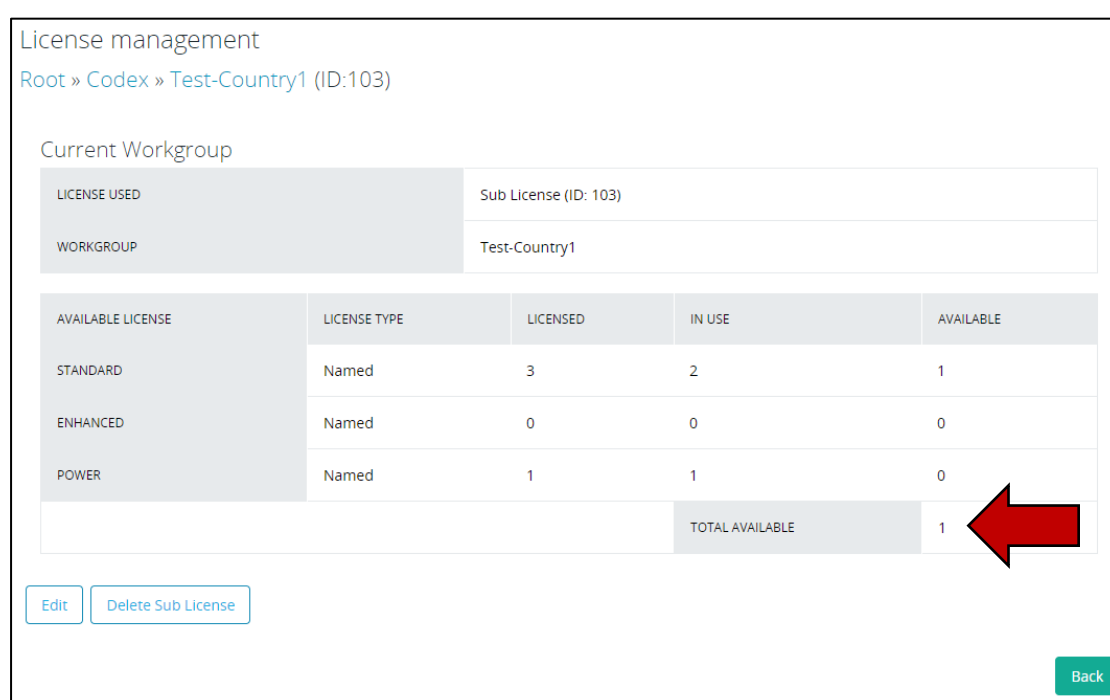 License management
Root » Codex » Test-Country1 (ID:103)
Current Workgroup
LICENSE USED Sub License (ID: 103)
WORKGROUP Test-Country1
AVAILABLE LICENSE LICENSE TYPE LICENSED IN USE AVAILABLE
STANDARD Named 3 2 1
ENHANCED Named 0 0 0
POWER Named 1 1 0
TOTAL AVAILABLE 1
Edit Delete Sub License
Back